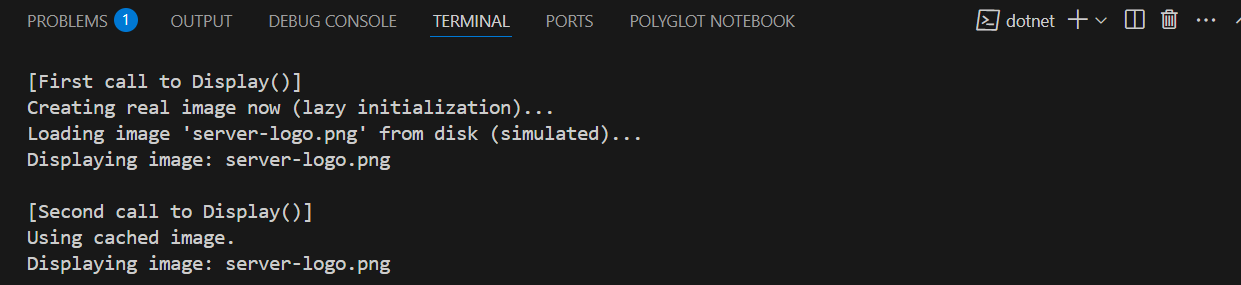 PROBLEMS 1 OUTPUT DEBUG CONSOLE TERMINAL PORTS POLYGLOT NOTEBOOK dotnet
[First call to Display()]
Creating real image now (lazy initialization)...
Loading image 'server-logo.png' from disk (simulated)...
Displaying image: server-logo.png
[Second call to Display()]
Using cached image.
Displaying image: server-logo.png